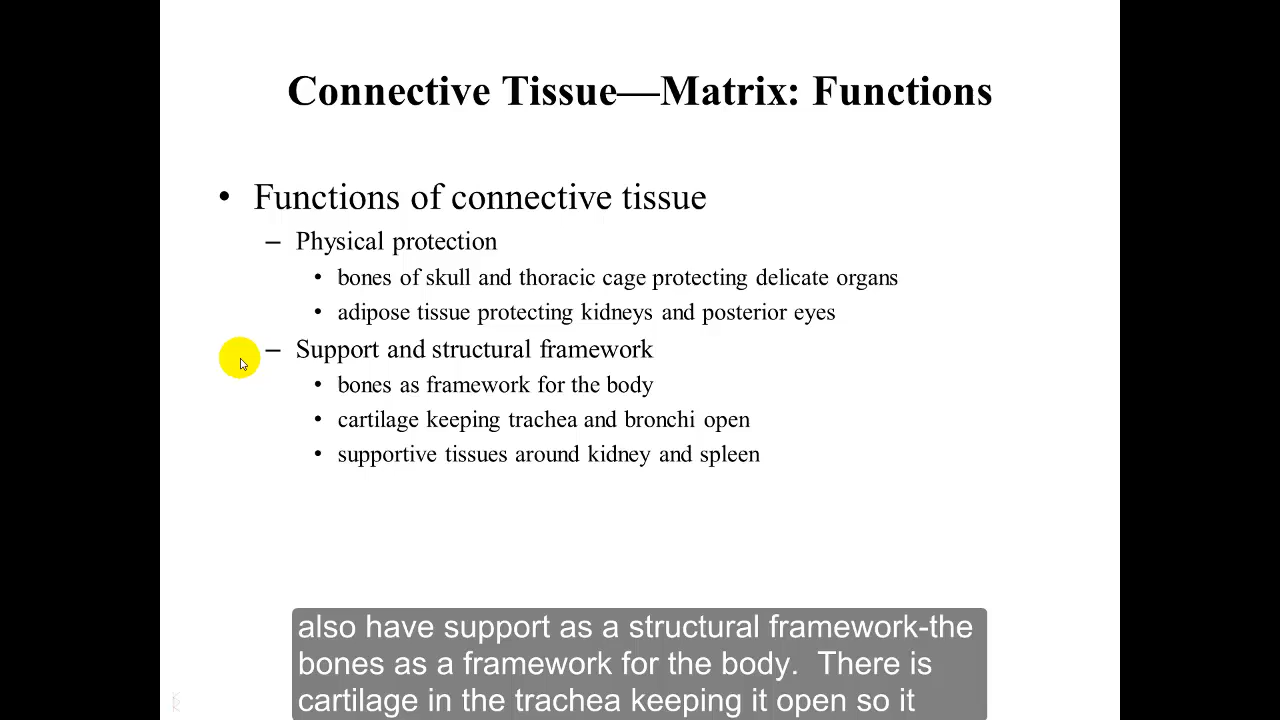 Connective Tissue—Matrix: Functions
• Functions of connective tissue
– Physical protection
• bones of skull and thoracic cage protecting delicate organs
• adipose tissue protecting kidneys and posterior eyes
– Support and structural framework
• bones as framework for the body
• cartilage keeping trachea and bronchi open
• supportive tissues around kidney and spleen
also have support as a structural framework-the
bones as a framework for the body.  There is
cartilage in the trachea keeping it open so it